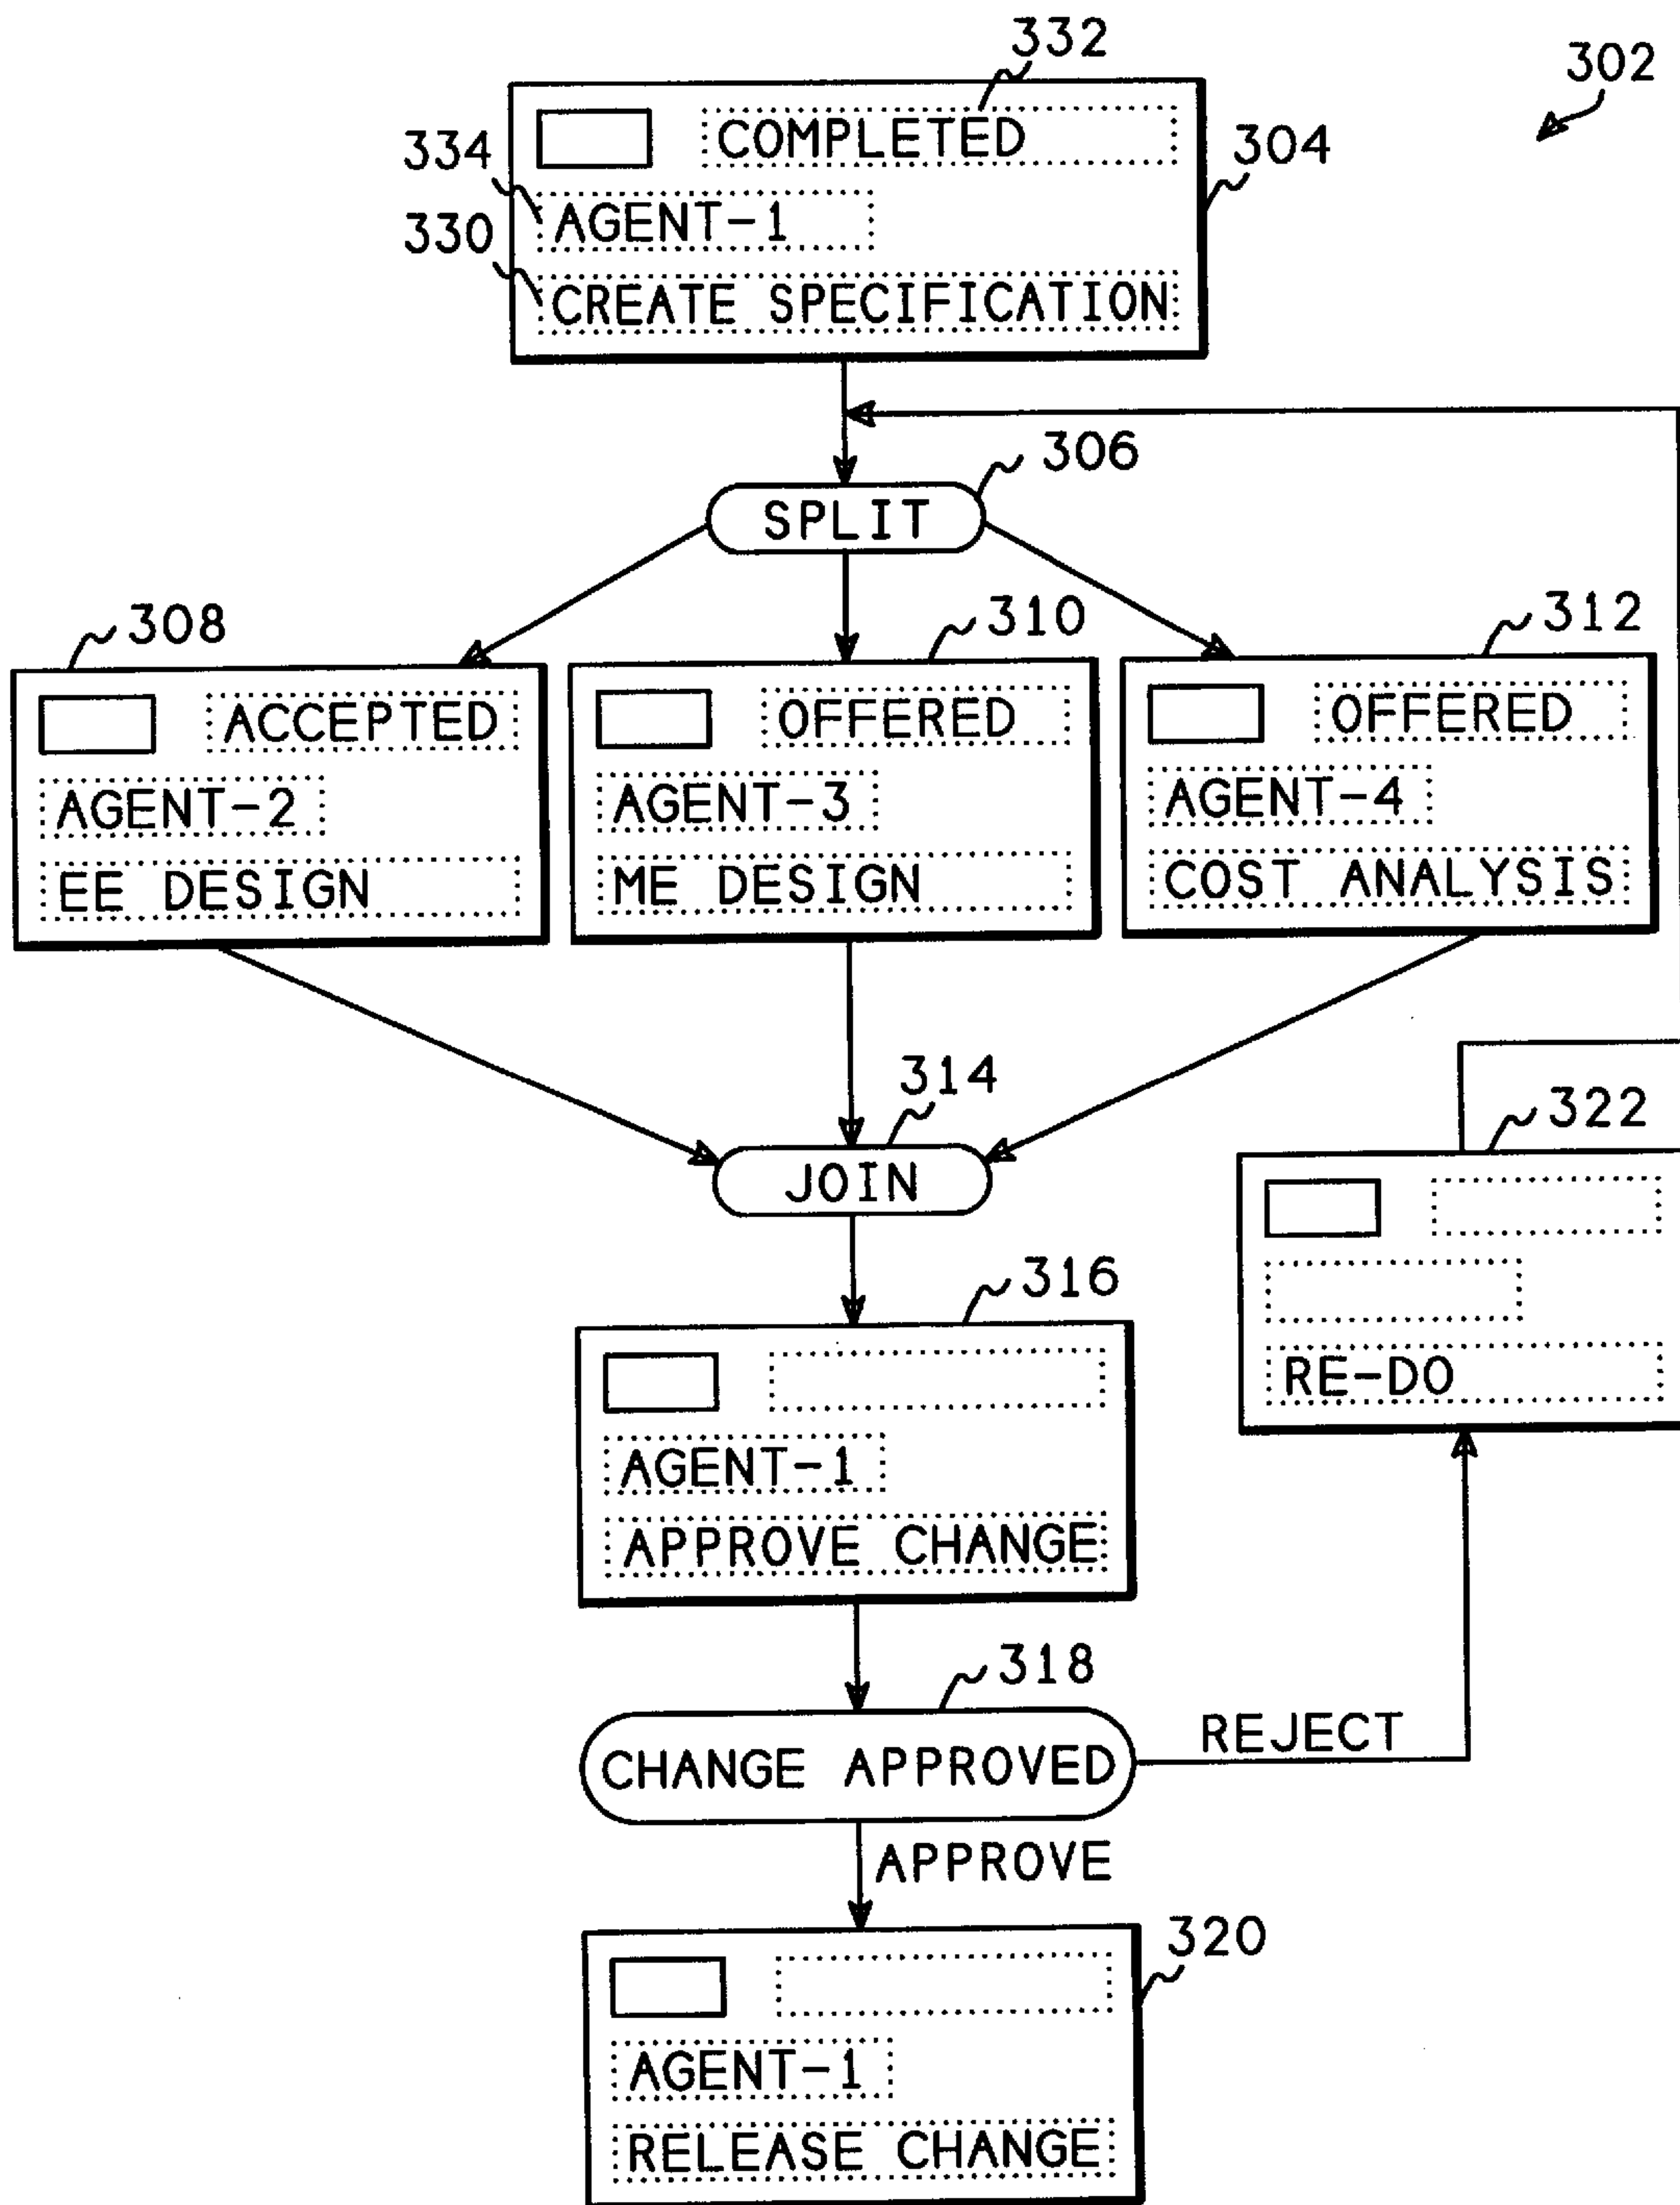 332
302
COMPLETED
304
334
AGENT-1
330
CREATE SPECIFICATION
306
SPLIT
308
310
312
ACCEPTED
OFFERED
OFFERED
AGENT-2
AGENT-3
AGENT-4
EE DESIGN
ME DESIGN
COST ANALYSIS
314
JOIN
322
316
RE-DO
AGENT-1
APPROVE CHANGE
318
CHANGE APPROVED
REJECT
APPROVE
320
AGENT-1
RELEASE CHANGE